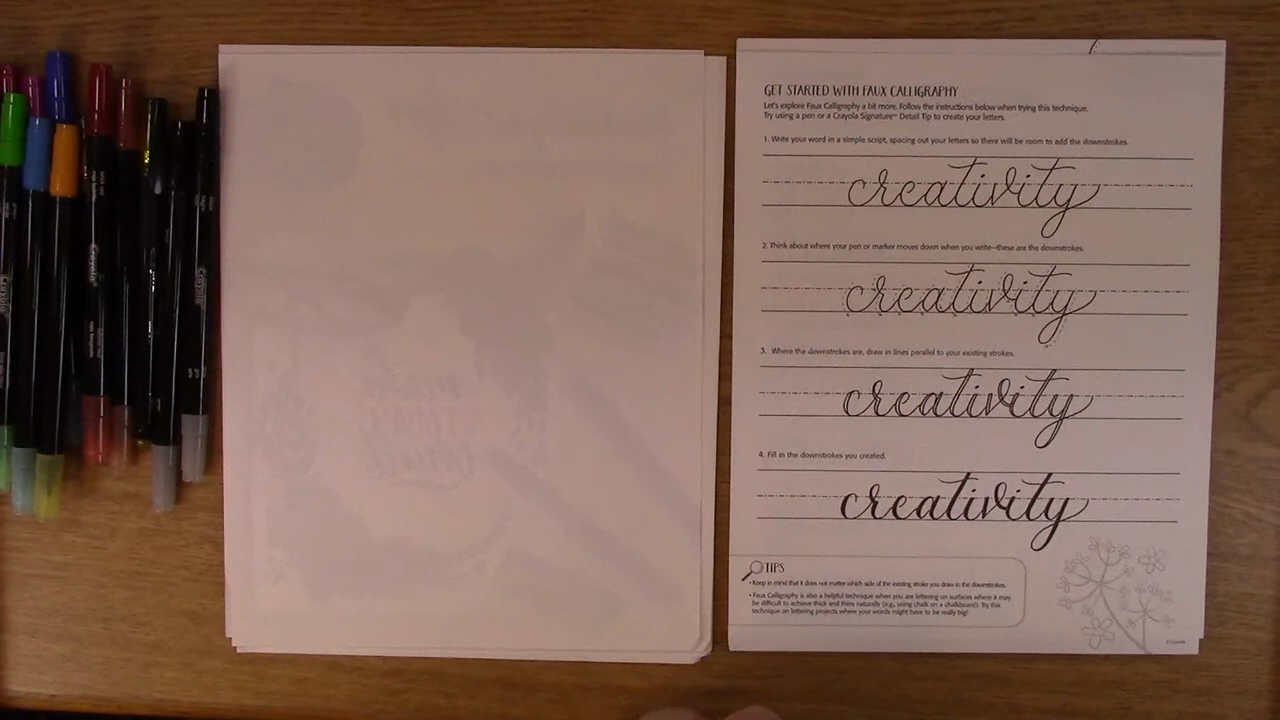 GET STARTED WITH FAUX CALLIGRAPHY
Let's explore Faux Calligraphy a bit more. Follow the instructions below when trying this technique.
Try using a pen or a Crayola Signature™ Detail Tip to create your letters.
1. Write your word in a simple script, spacing out your letters so there will be room to add the downstrokes.
creativity
2. Think about where your pen or marker moves down when you write—these are the downstrokes.
creativity
3. Where the downstrokes are, draw in lines parallel to your existing strokes.
creativity
4. Fill in the downstrokes you created.
creativity
TIPS
• Keep in mind that it does not matter which side of the existing stroke you draw in the downstrokes.
• Faux Calligraphy is also a helpful technique when you are lettering on surfaces where it may
be difficult to achieve thick and thins naturally (e.g., using chalk on a chalkboard). Try this
technique on lettering projects where your words might have to be really big!
Crayola
Crayola